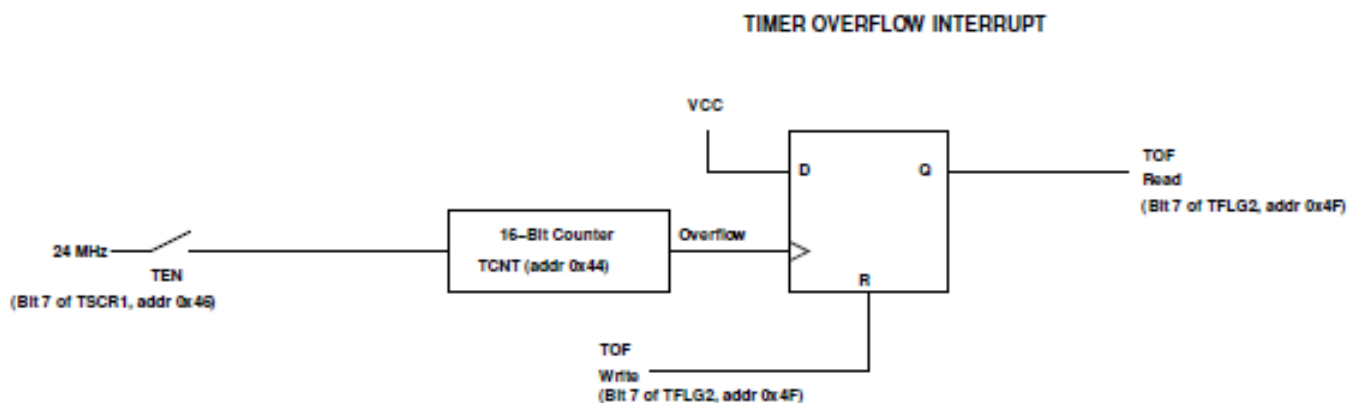 TIMER OVERFLOW INTERRUPT
VCC
D
Q
TOF
Read
(Bit 7 of TFLG2, addr 0x4F)
24 MHz
TEN
(Bit 7 of TSCR1, addr 0x46)
16-Bit Counter
TCNT (addr 0x44)
Overflow
R
TOF
Write
(Bit 7 of TFLG2, addr 0x4F)